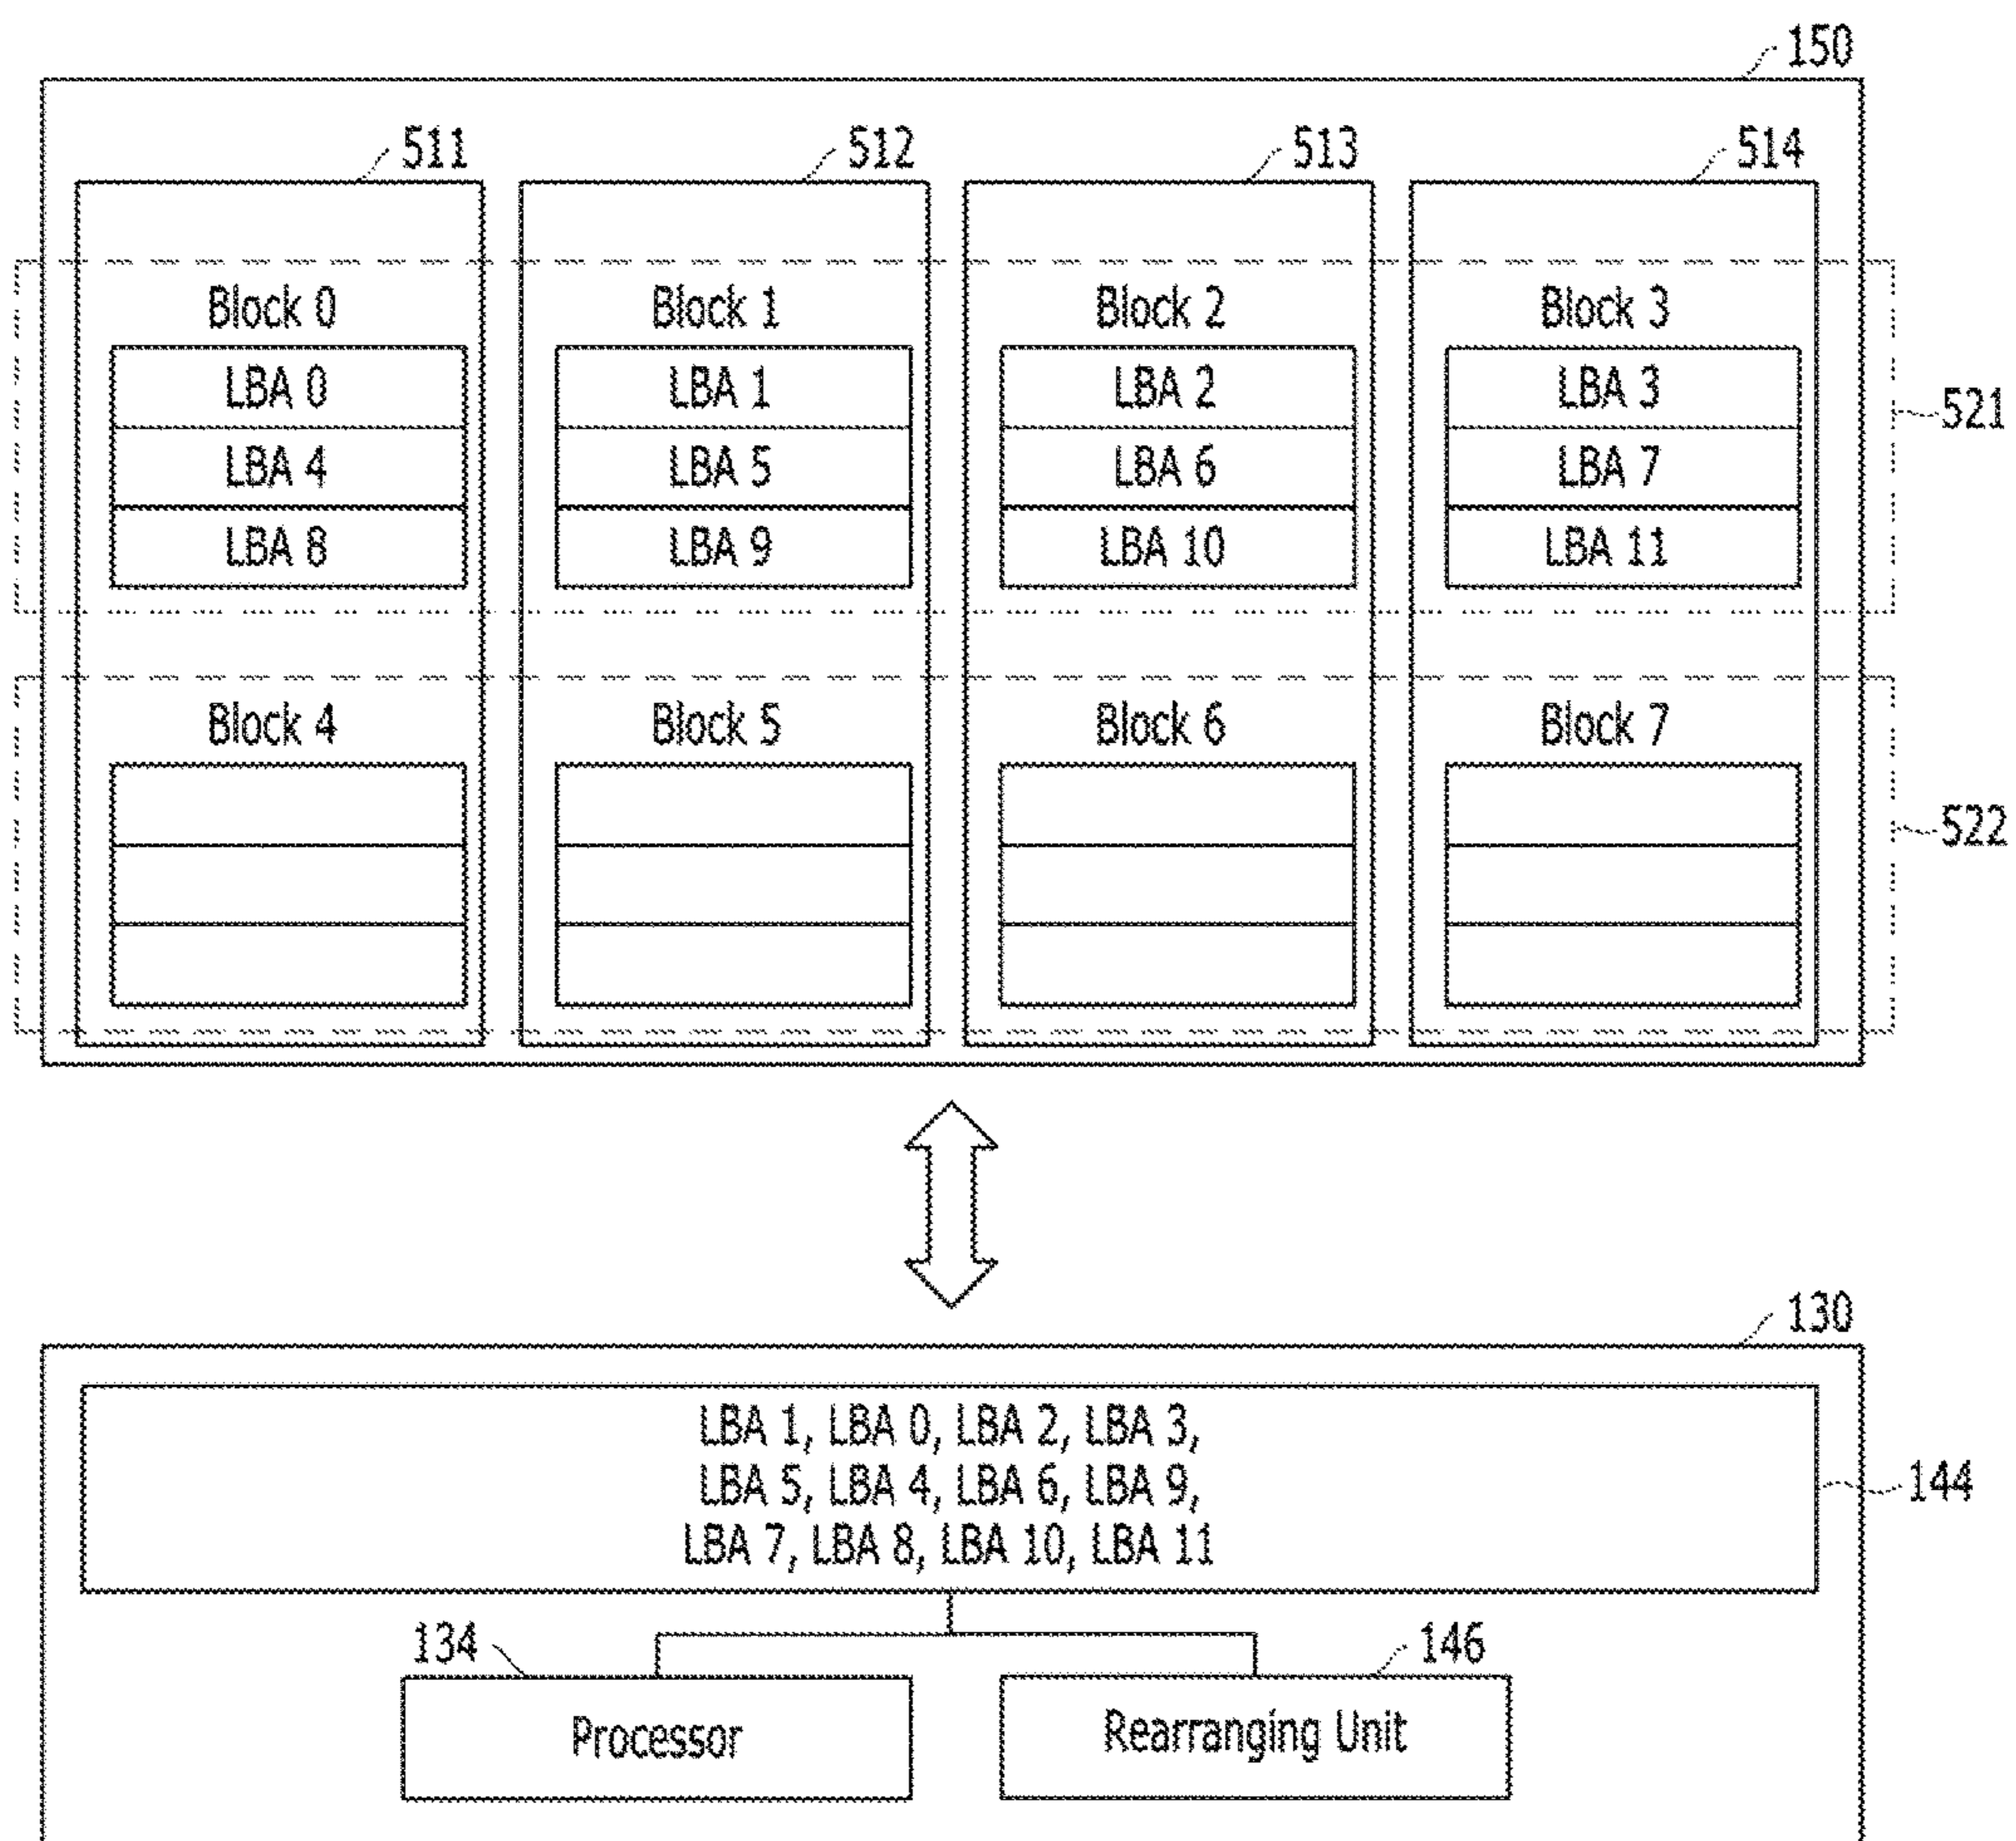 150
511 512 513 514
Block 0 Block 1 Block 2 Block 3
LBA 0 LBA 1 LBA 2 LBA 3
521
LBA 4 LBA 5 LBA 6 LBA 7
LBA 8 LBA 9 LBA 10 LBA 11
Block 4 Block 5 Block 6 Block 7
522
130
LBA 1, LBA 0, LBA 2, LBA 3,
LBA 5, LBA 4, LBA 6, LBA 9,
144
LBA 7, LBA 8, LBA 10, LBA 11
134 146
Processor Rearranging Unit